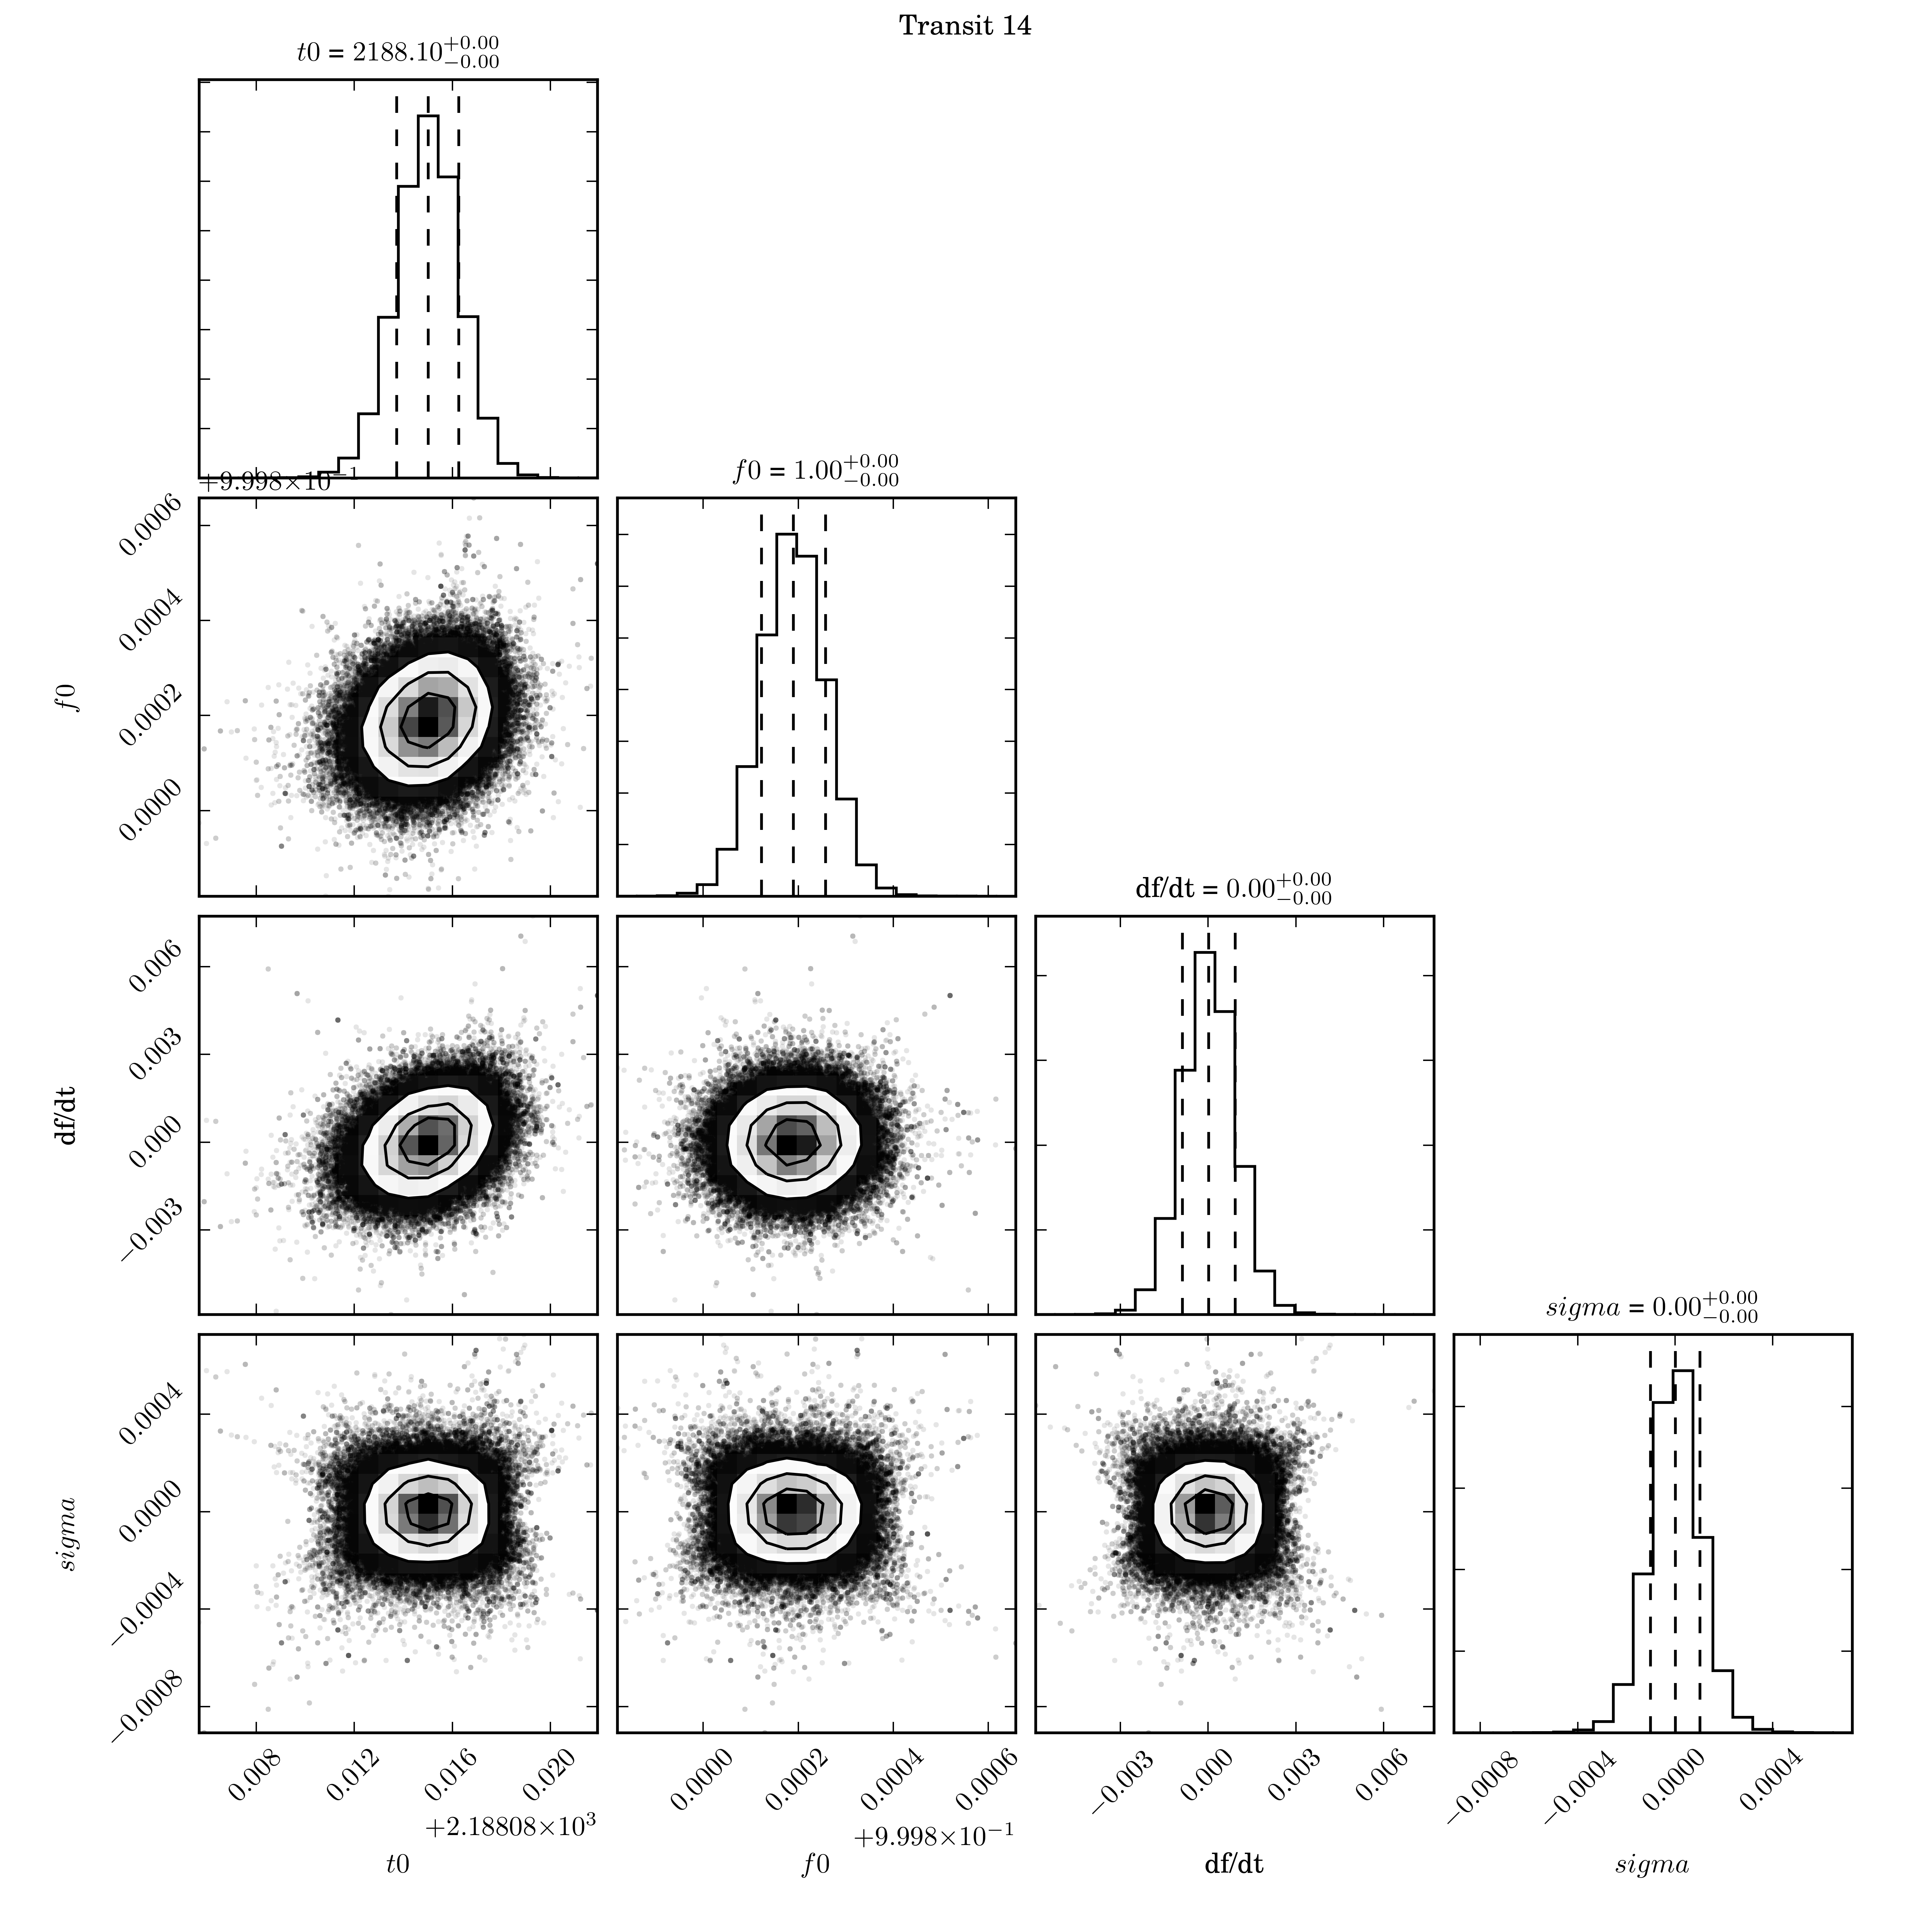 Transit 14
t0 = 2188.10+0.00 −0.00
+9.998×10−1
f0 = 1.00+0.00 −0.00
0.0006
0.0004
0.0002
0.0000
f0
df/dt = 0.00+0.00 −0.00
0.006
0.003
0.000
−0.003
df/dt
sigma = 0.00+0.00 −0.00
0.0004
0.0000
−0.0004
−0.0008
sigma
0.008 0.012 0.016 0.020 0.0000 0.0002 0.0004 0.0006 −0.003 0.000 0.003 0.006 −0.0008 −0.0004 0.0000 0.0004
+2.18808×10³ +9.998×10−1
t0 f0 df/dt sigma